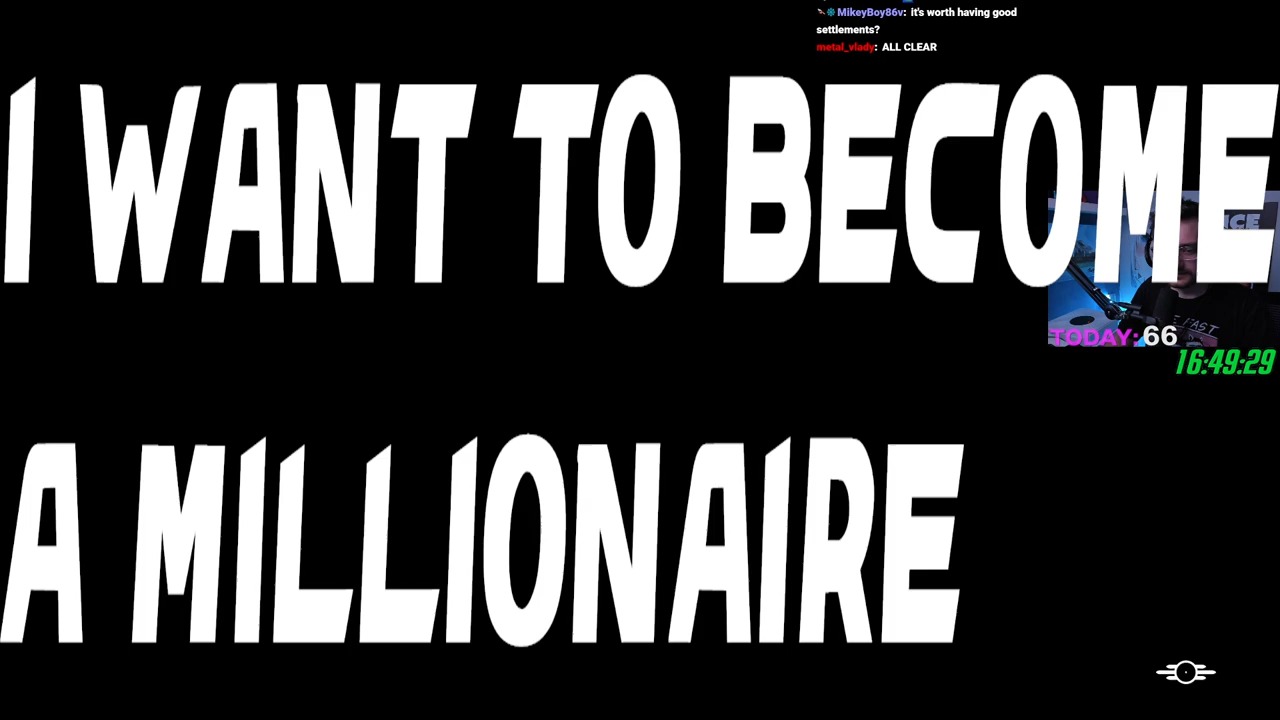 MikeyBoy86v: it's worth having good
settlements?
metal_vlady: ALL CLEAR
I WANT TO BECOME
TODAY: 66
16:49:29
A MILLIONAIRE